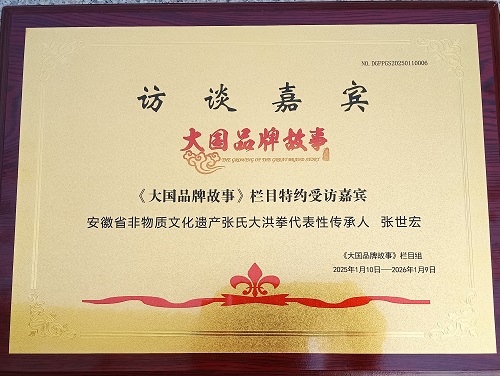 NO. DGPPGS20250110006
访谈嘉宾
大国品牌故事
THE GROWING OF THE GREAT BRAND SECRET
《大国品牌故事》栏目特约受访嘉宾
安徽省非物质文化遗产张氏大洪拳代表性传承人 张世宏
《大国品牌故事》栏目组
2025年1月10日——2026年1月9日